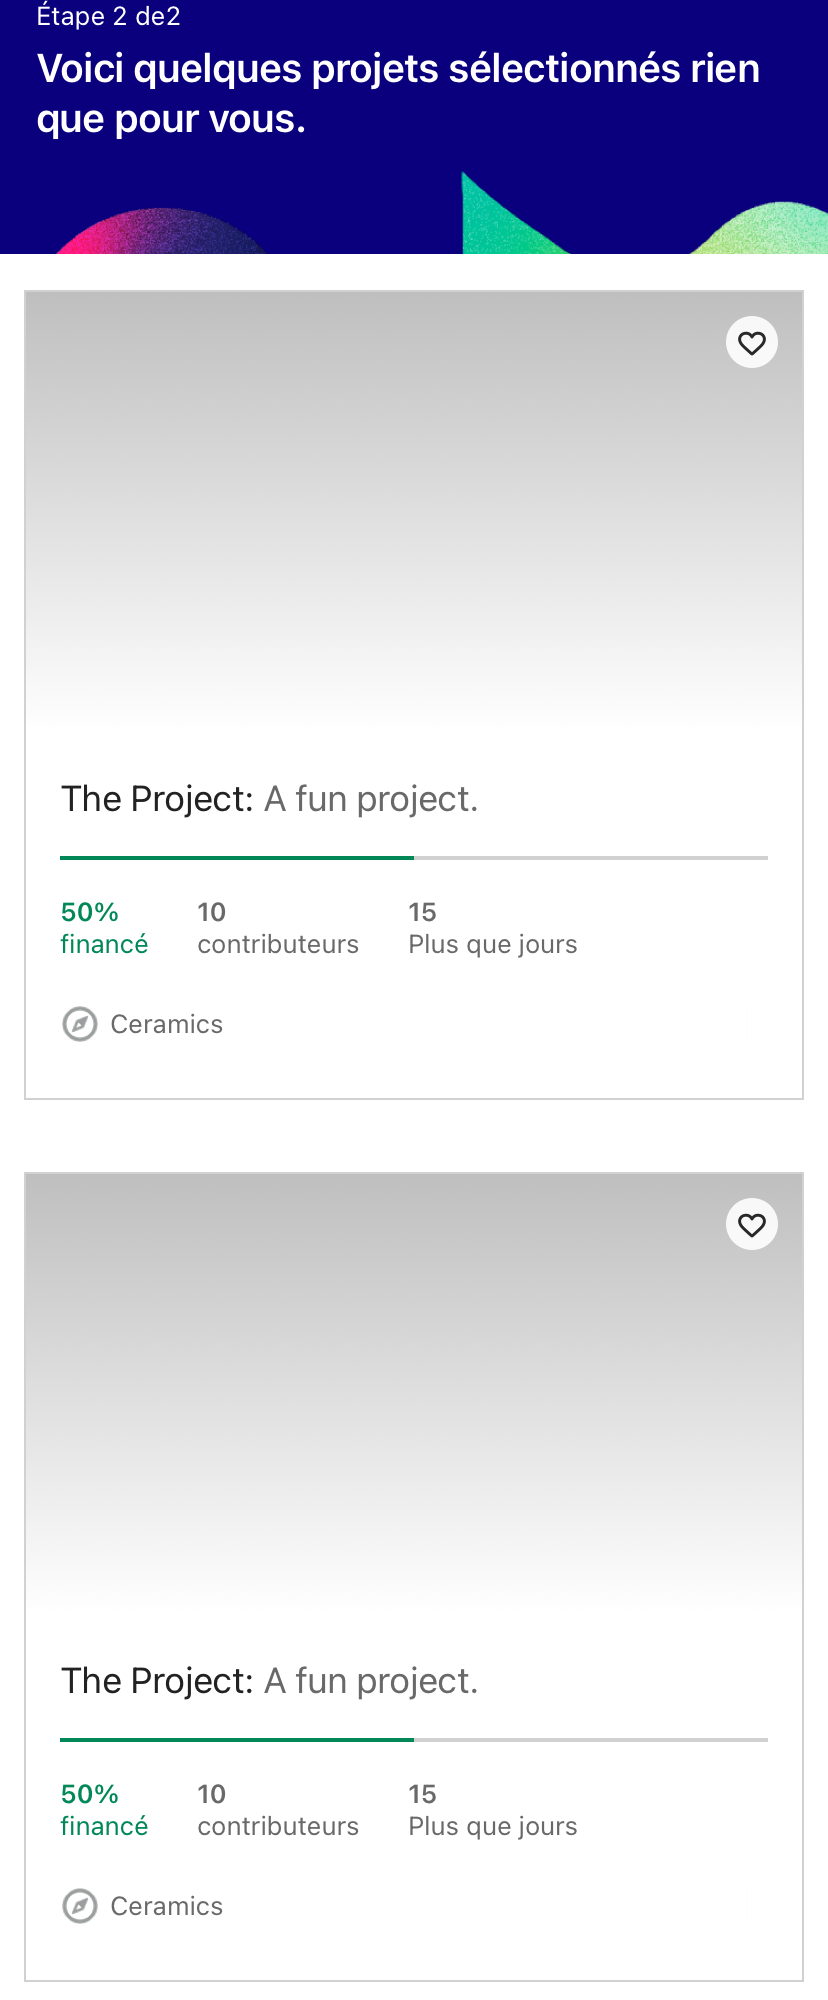 Étape 2 de2
Voici quelques projets sélectionnés rien
que pour vous.
The Project: A fun project.
50% 10 15
financé contributeurs Plus que jours
Ceramics
The Project: A fun project.
50% 10 15
financé contributeurs Plus que jours
Ceramics